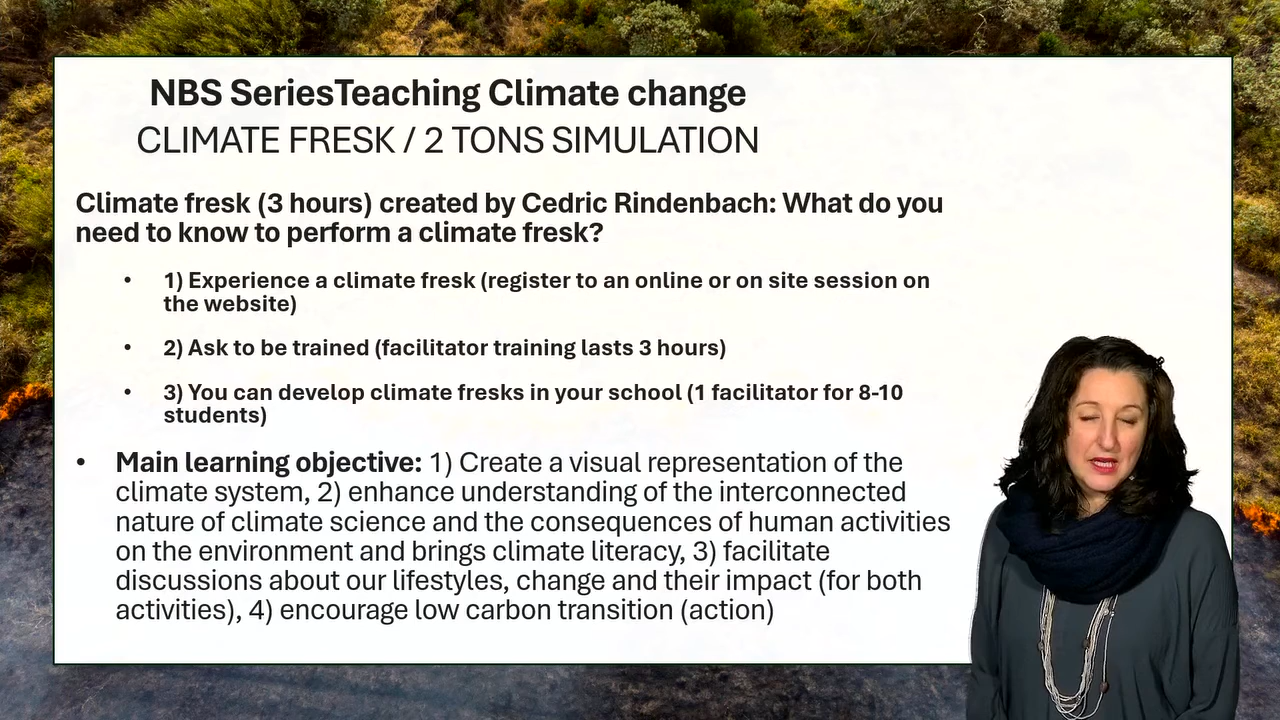 NBS SeriesTeaching Climate change
CLIMATE FRESK / 2 TONS SIMULATION
Climate fresk (3 hours) created by Cedric Rindenbach: What do you
need to know to perform a climate fresk?
• 1) Experience a climate fresk (register to an online or on site session on
the website)
• 2) Ask to be trained (facilitator training lasts 3 hours)
• 3) You can develop climate fresks in your school (1 facilitator for 8-10
students)
• Main learning objective: 1) Create a visual representation of the
climate system, 2) enhance understanding of the interconnected
nature of climate science and the consequences of human activities
on the environment and brings climate literacy, 3) facilitate
discussions about our lifestyles, change and their impact (for both
activities), 4) encourage low carbon transition (action)